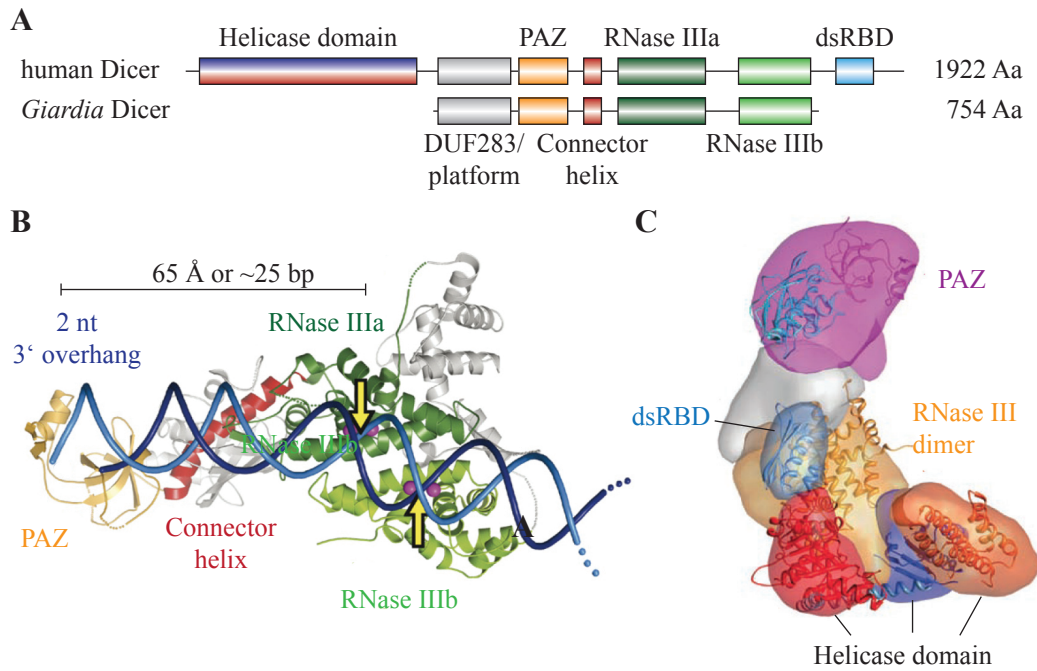 A
Helicase domain
PAZ
RNase IIIa
dsRBD
human Dicer
1922 Aa
Giardia Dicer
754 Aa
DUF283/
platform
Connector
helix
RNase IIIb
B
65 Å or ~25 bp
2 nt
3‘ overhang
RNase IIIa
RNase IIIb
PAZ
Connector
helix
A
RNase IIIb
C
PAZ
dsRBD
RNase III
dimer
Helicase domain